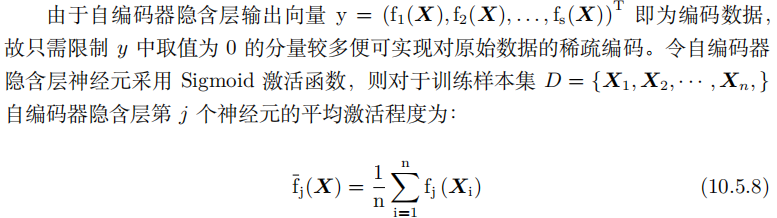 由于自编码器隐含层输出向量 y = (f₁(X),f₂(X),...,fₛ(X))ᵀ 即为编码数据，
故只需限制 y 中取值为 0 的分量较多便可实现对原始数据的稀疏编码。令自编码器
隐含层神经元采用 Sigmoid 激活函数，则对于训练样本集 D = {X₁,X₂,⋯,Xₙ,}
自编码器隐含层第 j 个神经元的平均激活程度为：
f̄ⱼ(X) = 1/n ∑ᵢ₌₁ⁿ fⱼ (Xᵢ) (10.5.8)